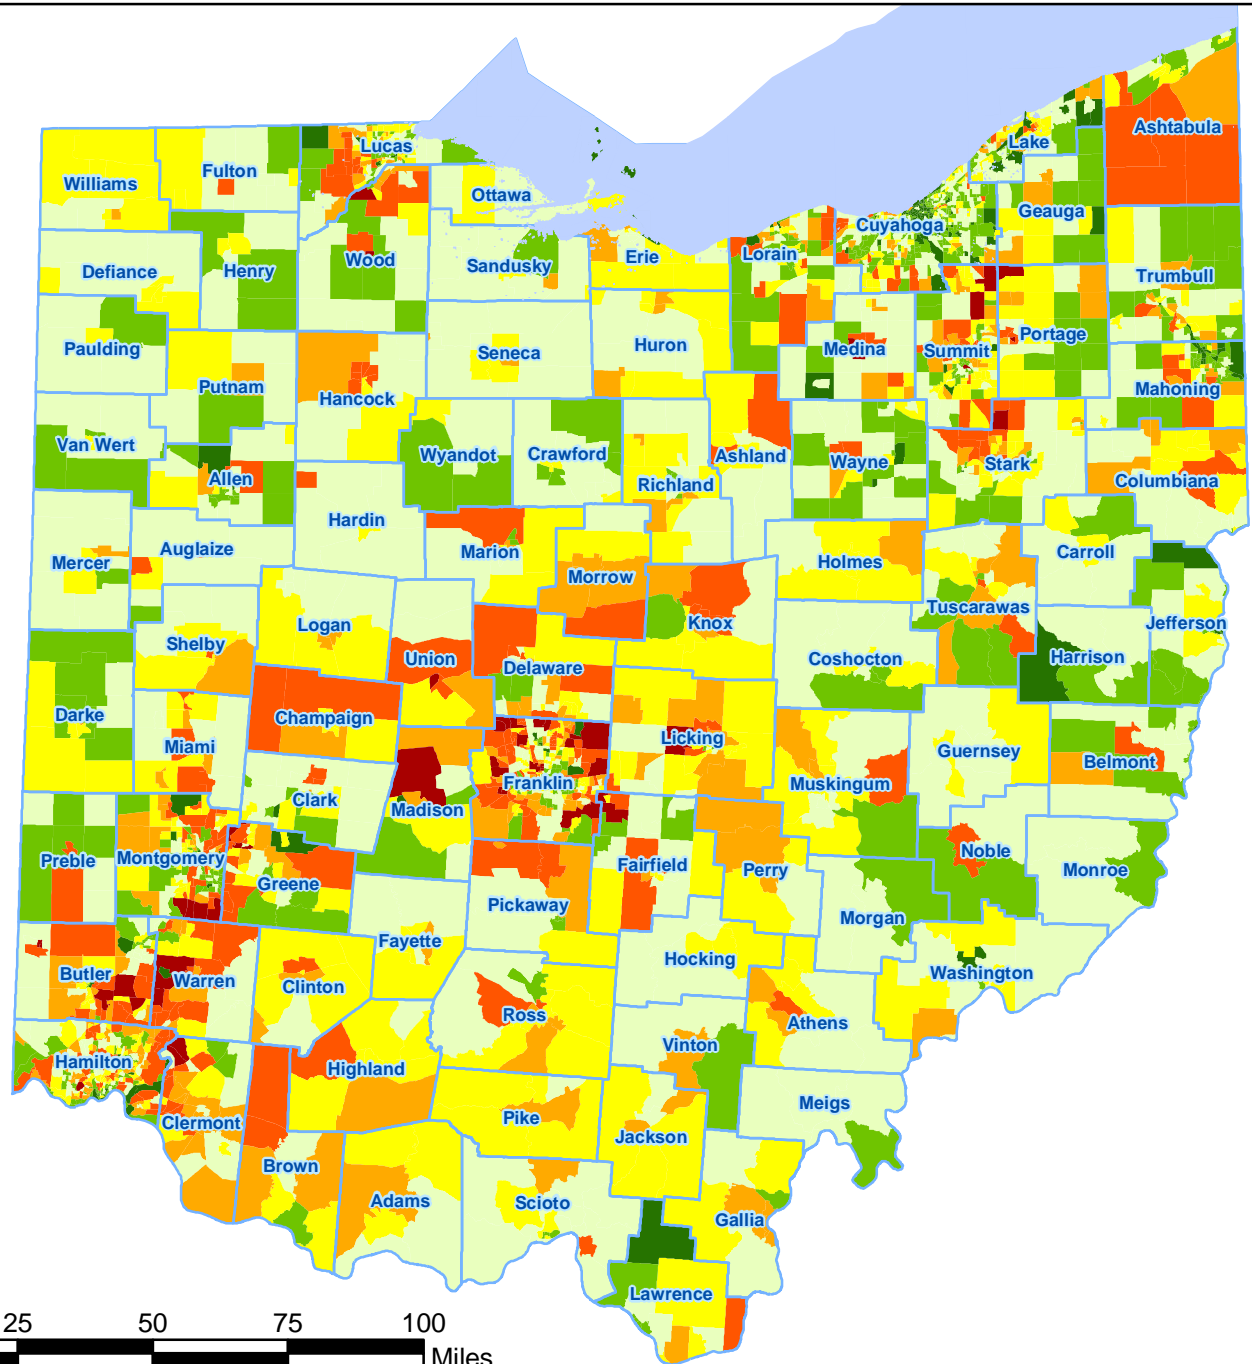 Ashtabula
Lake
Lucas
Fulton
Williams
Ottawa
Geauga
Cuyahoga
Lorain
Erie
Wood
Sandusky
Henry
Defiance
Trumbull
Portage
Medina
Summit
Huron
Seneca
Paulding
Putnam
Mahoning
Hancock
Van Wert
Wyandot
Crawford
Ashland
Wayne
Stark
Allen
Richland
Columbiana
Hardin
Auglaize
Marion
Carroll
Mercer
Holmes
Morrow
Tuscarawas
Knox
Jefferson
Logan
Shelby
Union
Delaware
Coshocton
Harrison
Darke
Champaign
Miami
Licking
Guernsey
Belmont
Franklin
Muskingum
Clark
Madison
Noble
Preble
Montgomery
Fairfield
Perry
Monroe
Greene
Pickaway
Morgan
Fayette
Hocking
Butler
Warren
Clinton
Washington
Ross
Athens
Vinton
Hamilton
Highland
Meigs
Clermont
Pike
Jackson
Brown
Adams
Scioto
Gallia
Lawrence
25 50 75 100
Miles